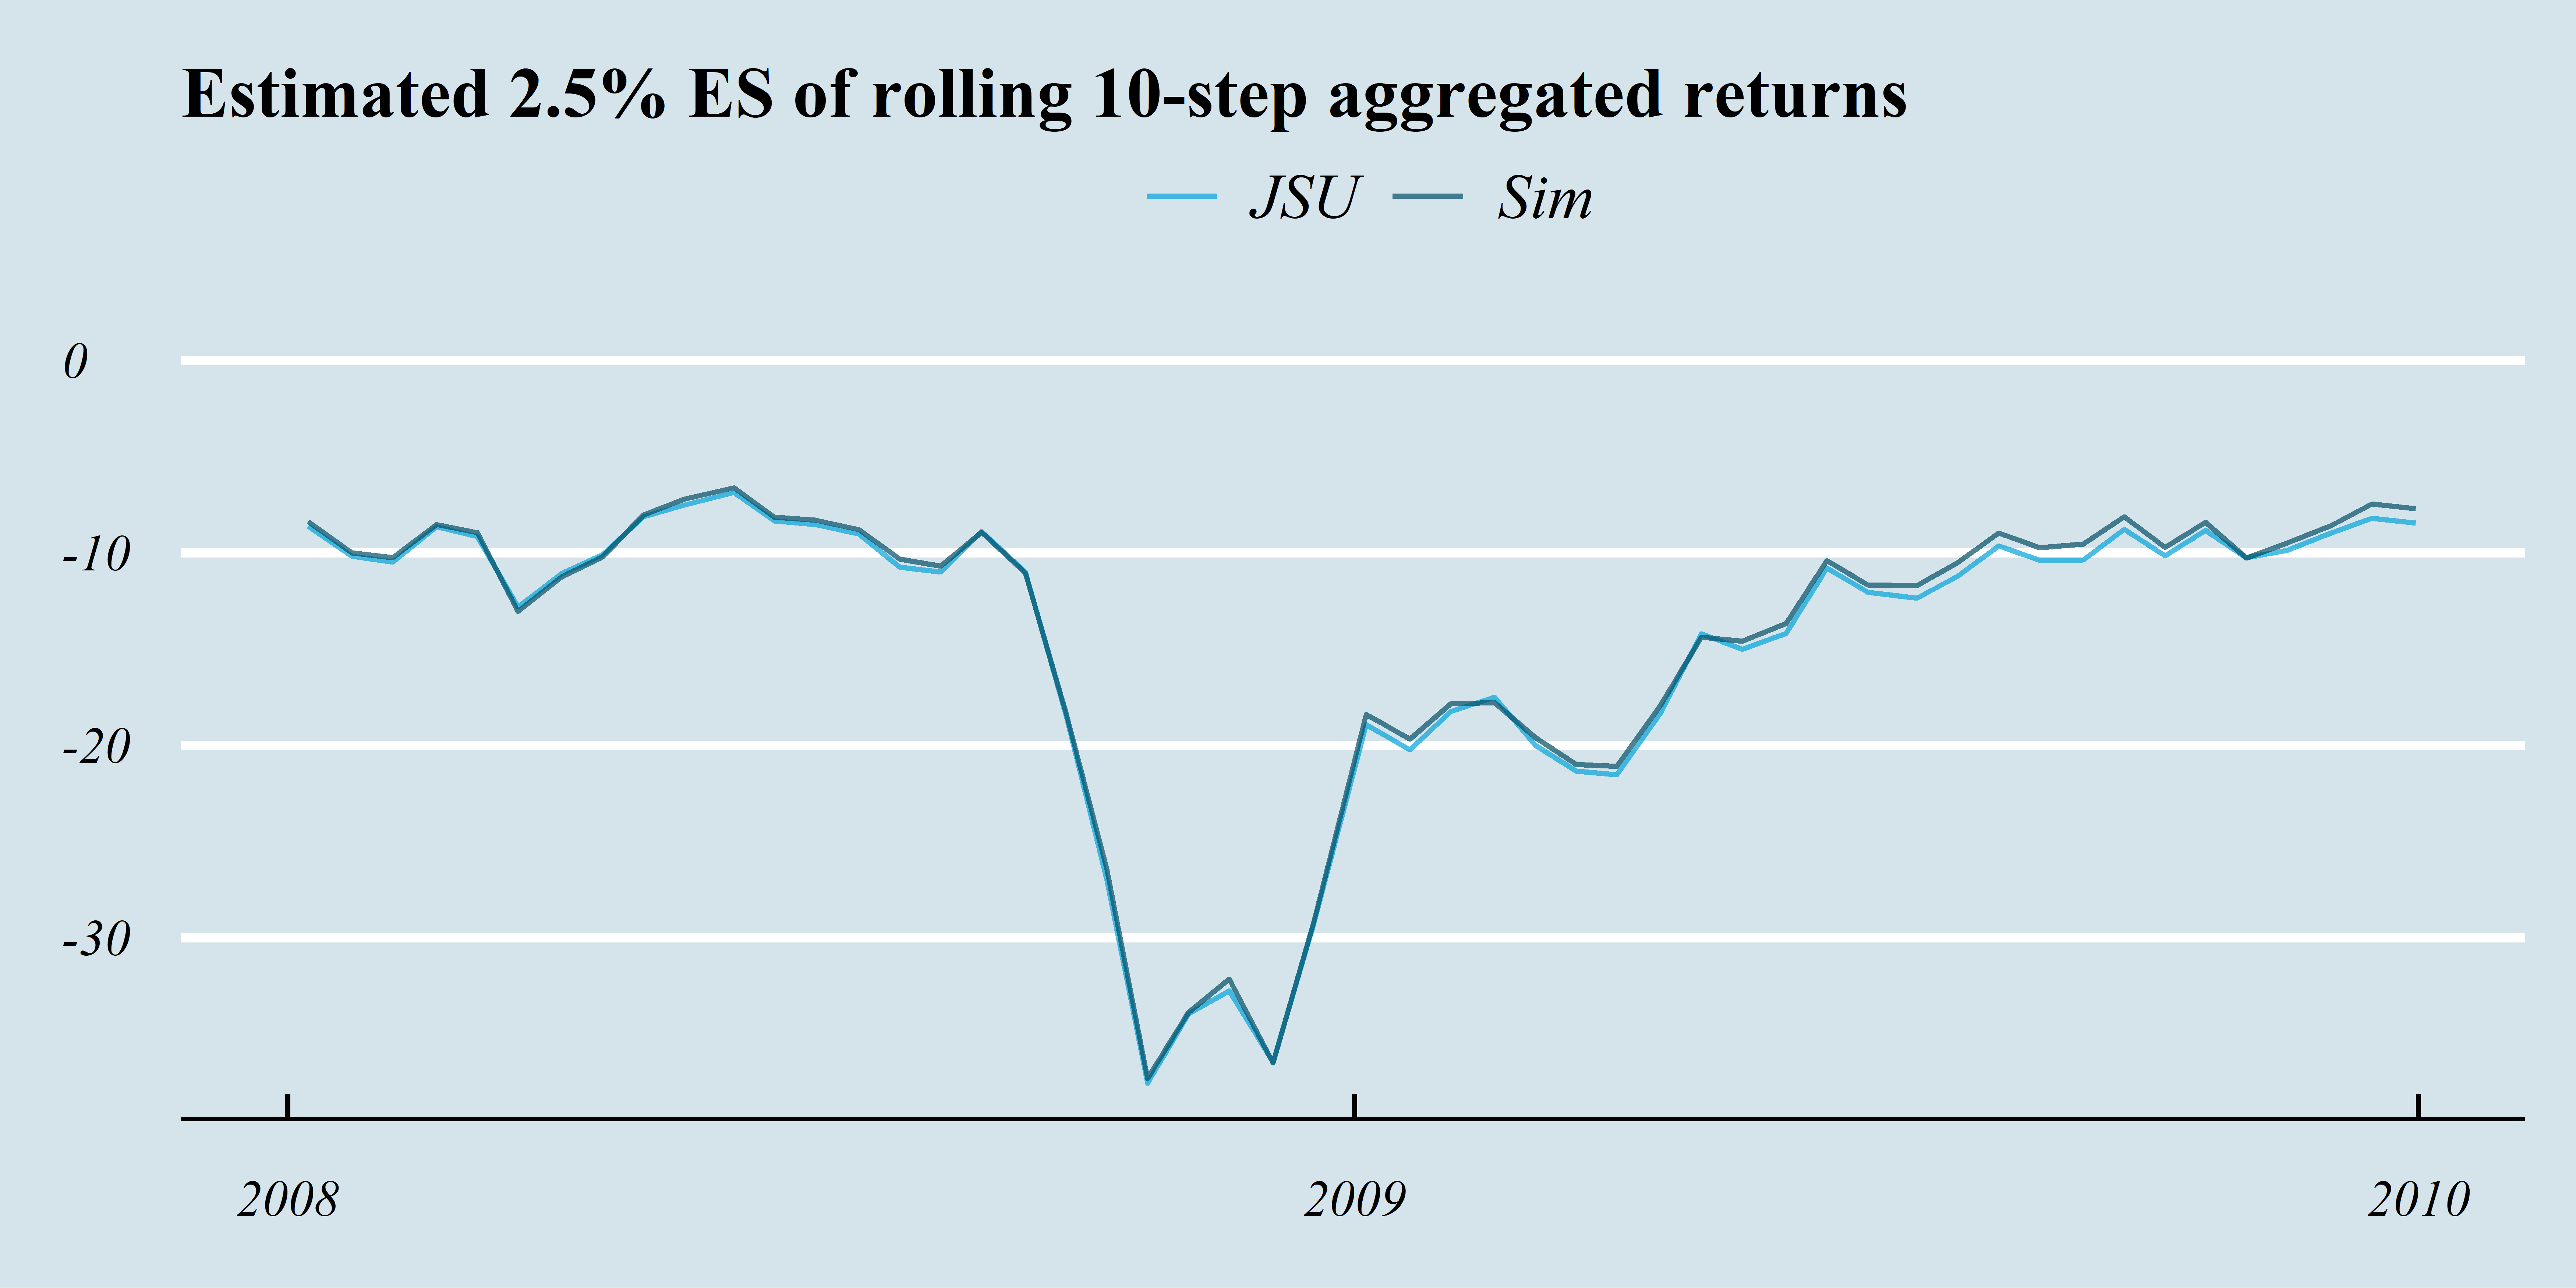 Estimated 2.5% ES of rolling 10-step aggregated returns
JSU Sim
0
-10
-20
-30
2008 2009 2010